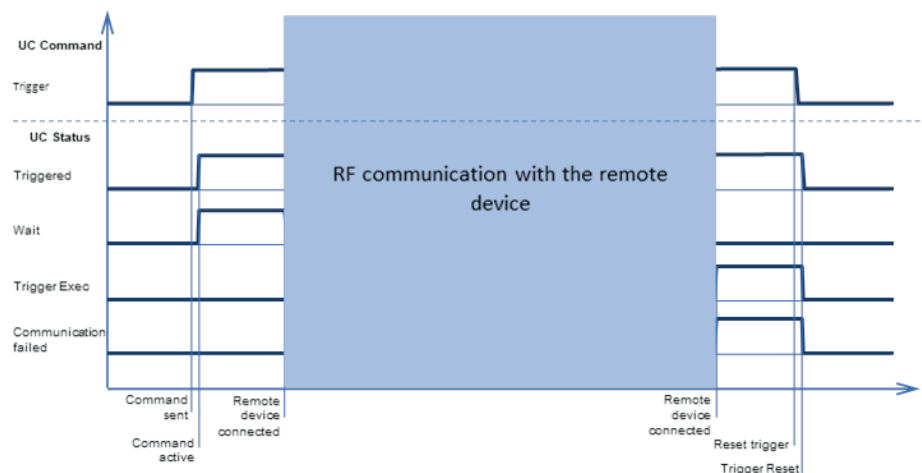 UC Command
Trigger
UC Status
Triggered
Wait
Trigger Exec
Communication
failed
RF communication with the remote
device
Command
sent
Command
active
Remote
device
connected
Remote
device
connected
Reset trigger
Trigger Reset